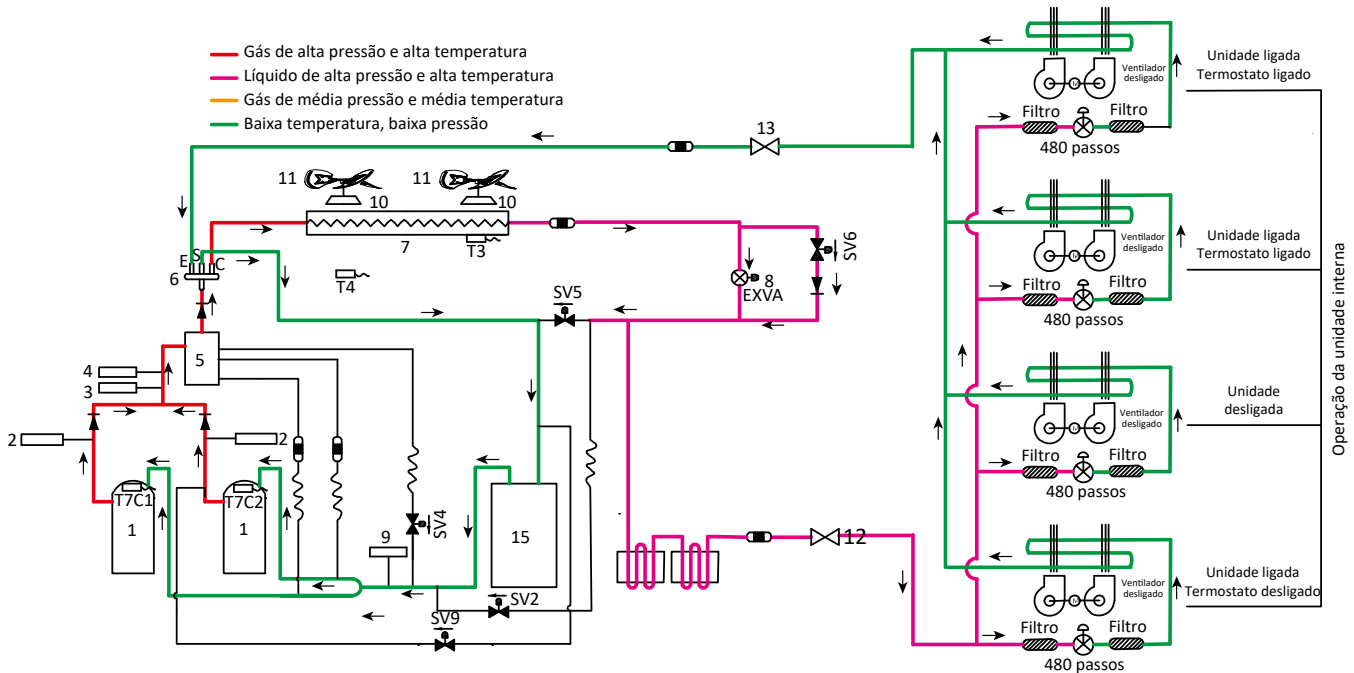 Gás de alta pressão e alta temperatura
Líquido de alta pressão e alta temperatura
Gás de média pressão e média temperatura
Baixa temperatura, baixa pressão
13
11
11
10
10
7
T3
T4
E
S
C
6
SV6
8
EXVA
SV5
5
4
3
2
2
T7C1
T7C2
1
1
SV4
9
15
SV2
SV9
12
Ventilador
desligado
M
Filtro
Filtro
480 passos
Unidade ligada
Termostato ligado
Ventilador
desligado
M
Filtro
Filtro
480 passos
Unidade ligada
Termostato ligado
Ventilador
desligado
M
Filtro
Filtro
480 passos
Unidade
desligada
Ventilador
desligado
M
Filtro
Filtro
480 passos
Unidade ligada
Termostato desligado
Operação da unidade interna